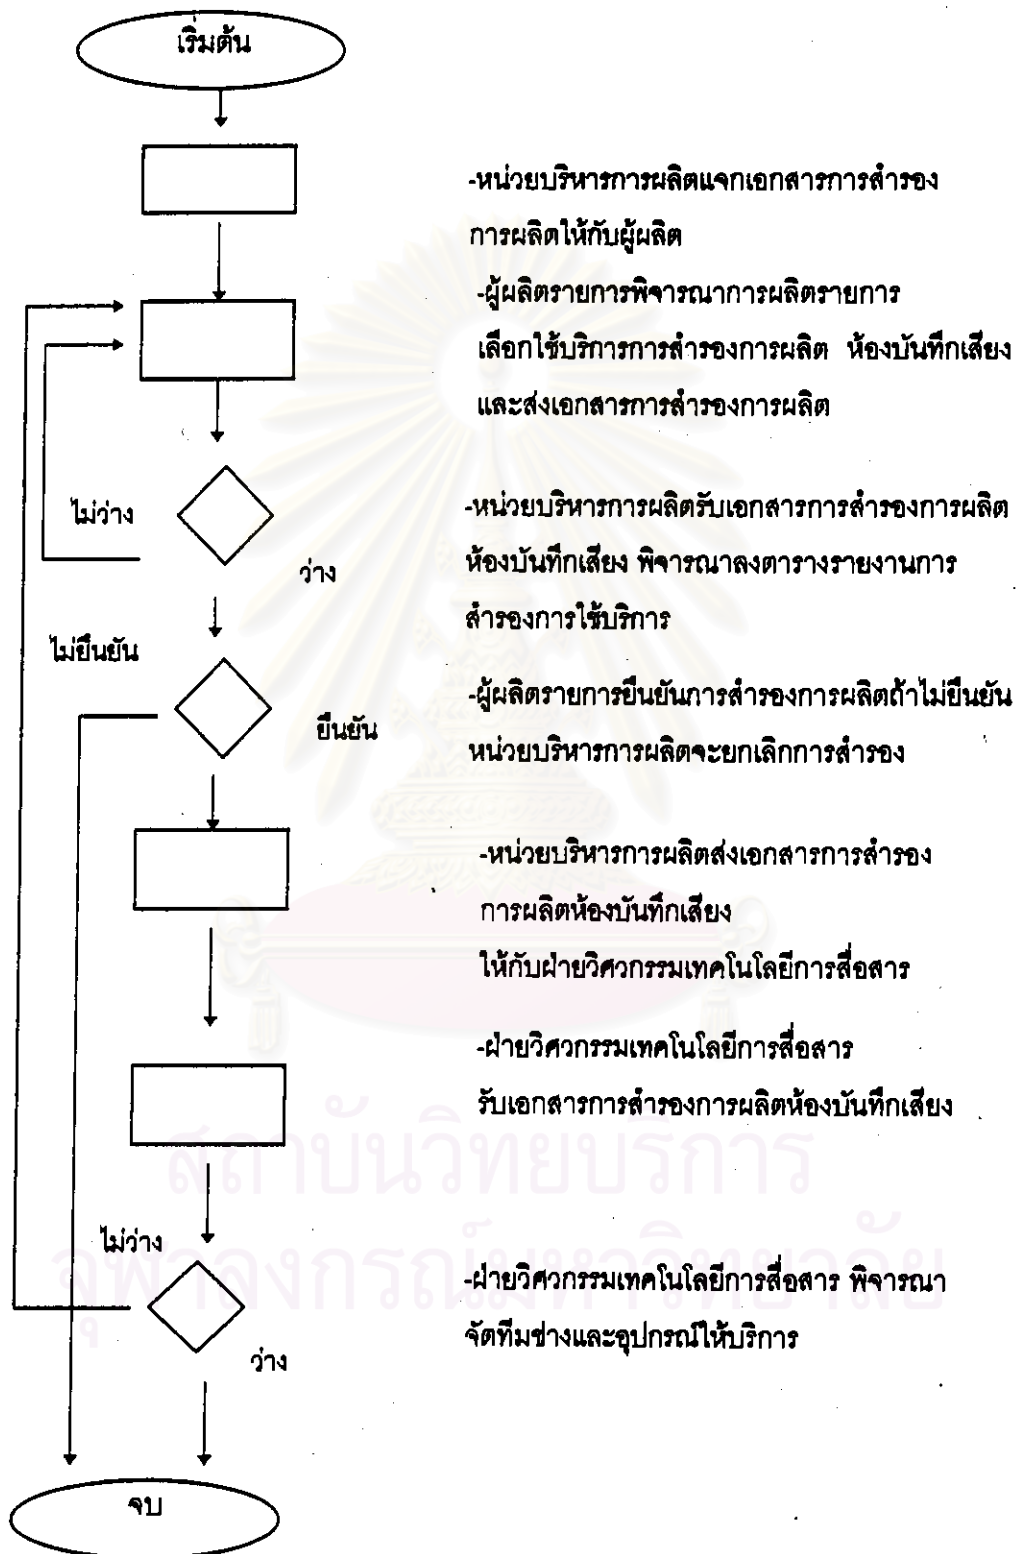 เริ่มต้น
-หน่วยบริหารการผลิตแจกเอกสารการสำรอง
การผลิตให้กับผู้ผลิต
-ผู้ผลิตรายการพิจารณาการผลิตรายการ
เลือกใช้บริการการสำรองการผลิต ห้องบันทึกเสียง
และส่งเอกสารการสำรองการผลิต
ไม่ว่าง
ว่าง
-หน่วยบริหารการผลิตรับเอกสารการสำรองการผลิต
ห้องบันทึกเสียง พิจารณาลงตารางรายงานการ
สำรองการใช้บริการ
ไม่ยืนยัน
ยืนยัน
-ผู้ผลิตรายการยืนยันการสำรองการผลิตถ้าไม่ยืนยัน
หน่วยบริหารการผลิตจะยกเลิกการสำรอง
-หน่วยบริหารการผลิตส่งเอกสารการสำรอง
การผลิตห้องบันทึกเสียง
ให้กับฝ่ายวิศวกรรมเทคโนโลยีการสื่อสาร
-ฝ่ายวิศวกรรมเทคโนโลยีการสื่อสาร
รับเอกสารการสำรองการผลิตห้องบันทึกเสียง
สถาบันวิทยบริการ
จุฬาลงกรณ์มหาวิทยาลัย
ไม่ว่าง
ว่าง
-ฝ่ายวิศวกรรมเทคโนโลยีการสื่อสาร พิจารณา
จัดทีมช่างและอุปกรณ์ให้บริการ
จบ